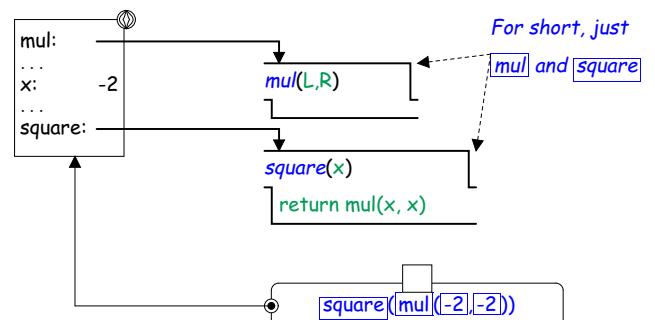 mul:
. . .
x: -2
. . .
square:
mul(L,R)
square(x)
return mul(x, x)
For short, just
mul and square
square(mul(-2,-2))